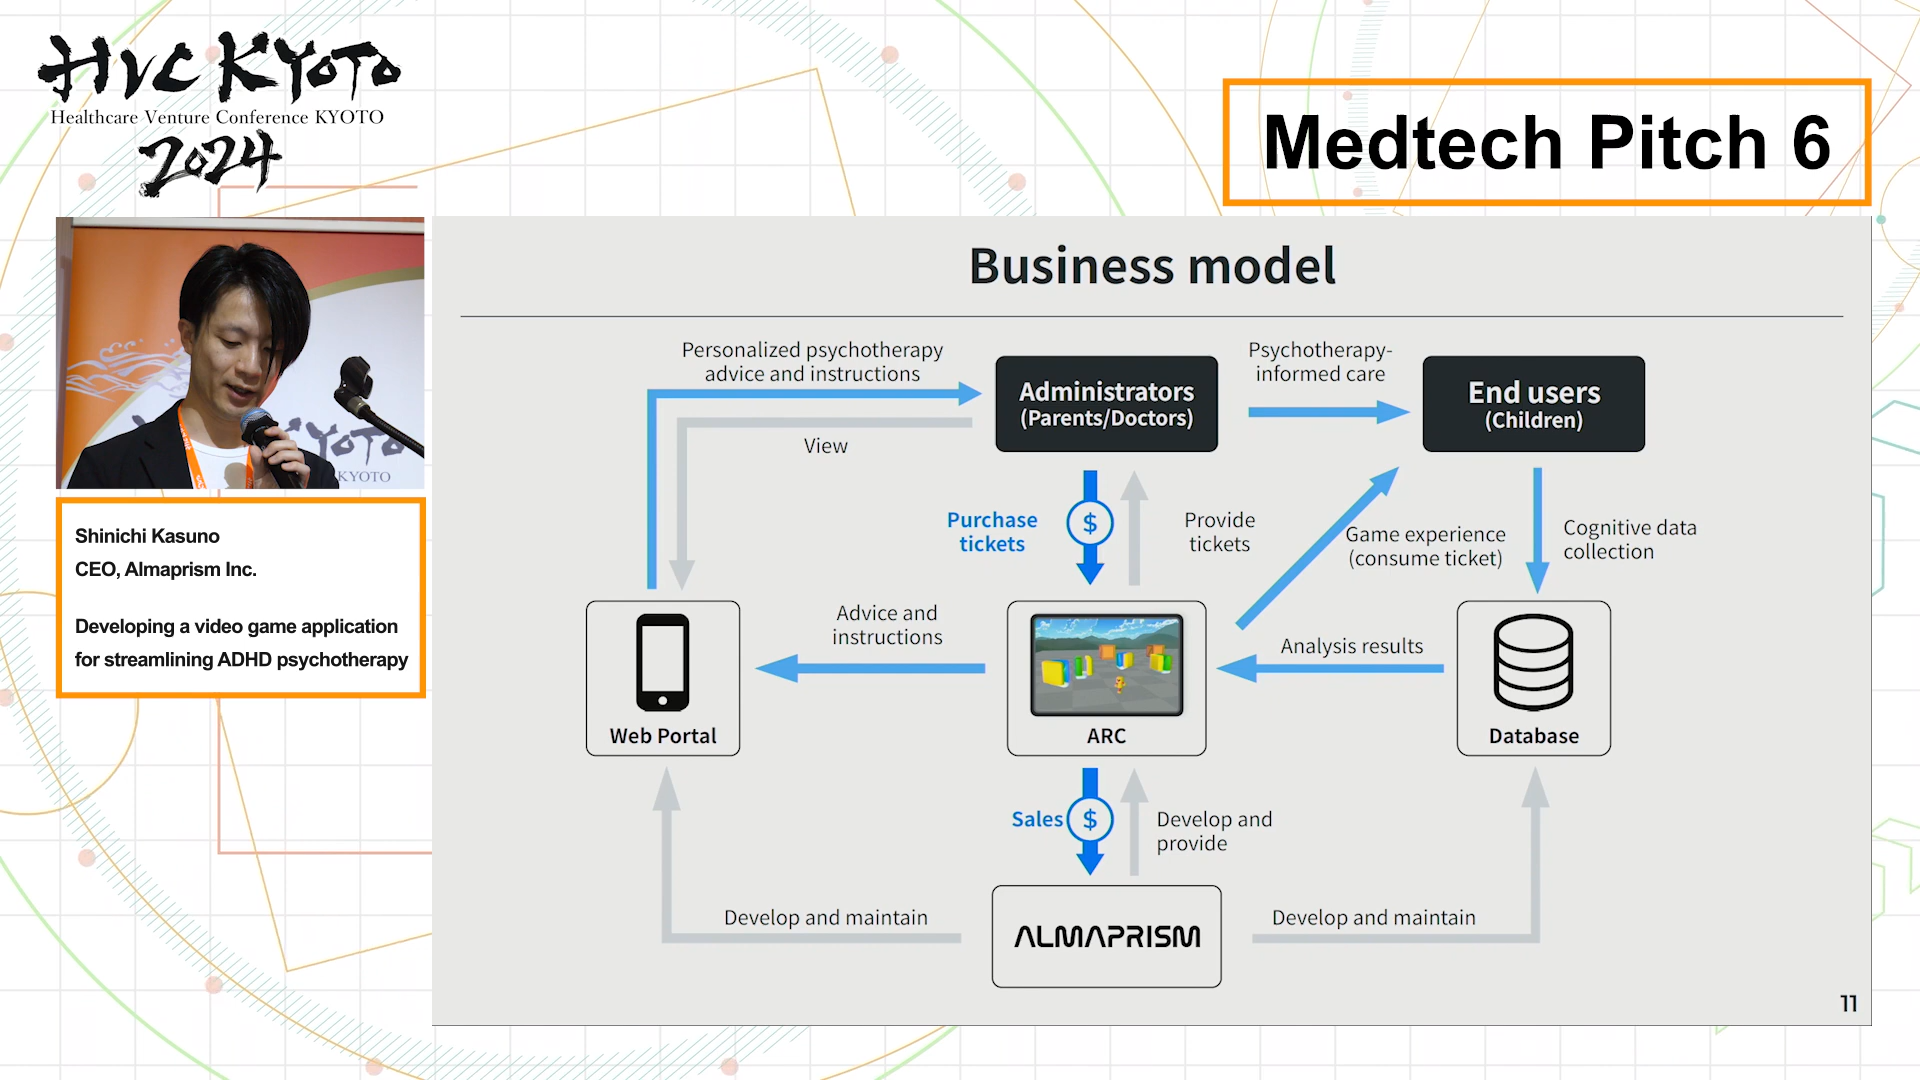 HVC KYOTO
Healthcare Venture Conference KYOTO
2024
Medtech Pitch 6
KYOTO
Shinichi Kasuno
CEO, Almaprism Inc.
Developing a video game application
for streamlining ADHD psychotherapy
Business model
Personalized psychotherapy
advice and instructions
View
Administrators
(Parents/Doctors)
Psychotherapy-
informed care
End users
(Children)
Purchase
tickets
$
Provide
tickets
Game experience
(consume ticket)
Cognitive data
collection
Advice and
instructions
Analysis results
Web Portal
ARC
Database
Sales
$
Develop and
provide
Develop and maintain
ALMAPRISM
Develop and maintain
11